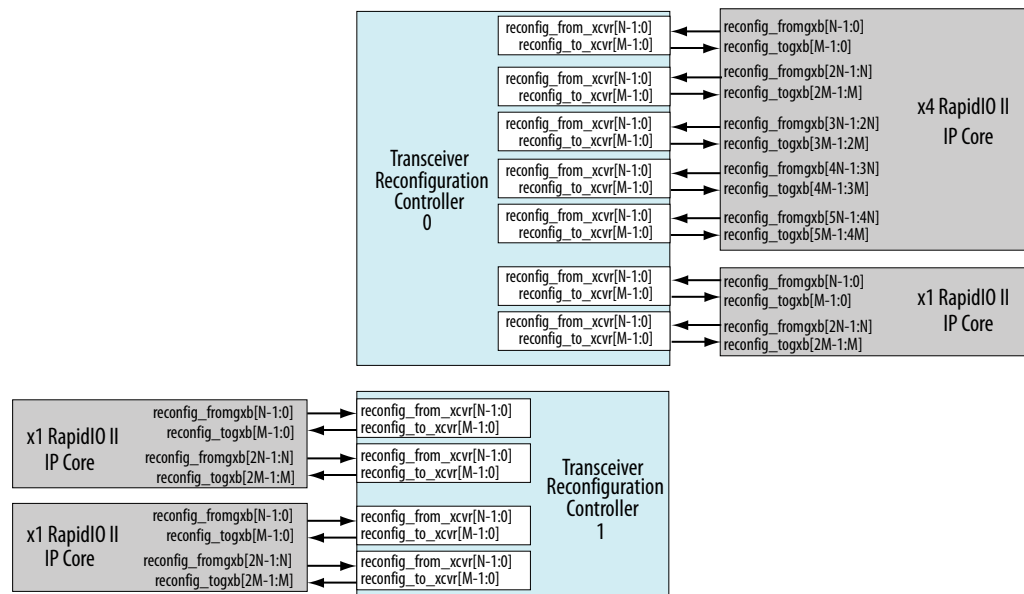 reconfig_from_xcvr[N-1:0]
reconfig_to_xcvr[M-1:0]
reconfig_from_xcvr[N-1:0]
reconfig_to_xcvr[M-1:0]
reconfig_from_xcvr[N-1:0]
reconfig_to_xcvr[M-1:0]
reconfig_from_xcvr[N-1:0]
reconfig_to_xcvr[M-1:0]
reconfig_from_xcvr[N-1:0]
reconfig_to_xcvr[M-1:0]
reconfig_from_xcvr[N-1:0]
reconfig_to_xcvr[M-1:0]
reconfig_from_xcvr[N-1:0]
reconfig_to_xcvr[M-1:0]
Transceiver
Reconfiguration
Controller
0
reconfig_fromgxb[N-1:0]
reconfig_togxb[M-1:0]
reconfig_fromgxb[2N-1:N]
reconfig_togxb[2M-1:M]
reconfig_fromgxb[3N-1:2N]
reconfig_togxb[3M-1:2M]
reconfig_fromgxb[4N-1:3N]
reconfig_togxb[4M-1:3M]
reconfig_fromgxb[5N-1:4N]
reconfig_togxb[5M-1:4M]
x4 RapidIO II
IP Core
reconfig_fromgxb[N-1:0]
reconfig_togxb[M-1:0]
reconfig_fromgxb[2N-1:N]
reconfig_togxb[2M-1:M]
x1 RapidIO II
IP Core
x1 RapidIO II
IP Core
reconfig_fromgxb[N-1:0]
reconfig_togxb[M-1:0]
reconfig_fromgxb[2N-1:N]
reconfig_togxb[2M-1:M]
x1 RapidIO II
IP Core
reconfig_fromgxb[N-1:0]
reconfig_togxb[M-1:0]
reconfig_fromgxb[2N-1:N]
reconfig_togxb[2M-1:M]
reconfig_from_xcvr[N-1:0]
reconfig_to_xcvr[M-1:0]
reconfig_from_xcvr[N-1:0]
reconfig_to_xcvr[M-1:0]
reconfig_from_xcvr[N-1:0]
reconfig_to_xcvr[M-1:0]
reconfig_from_xcvr[N-1:0]
reconfig_to_xcvr[M-1:0]
Transceiver
Reconfiguration
Controller
1